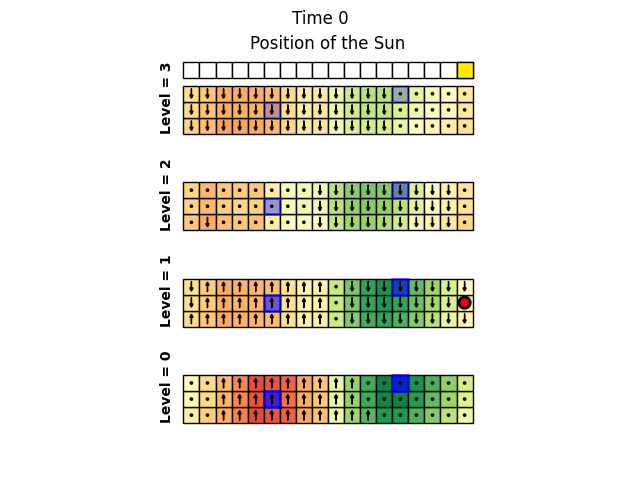 Time 0
Position of the Sun
Level = 3
Level = 2
Level = 1
Level = 0